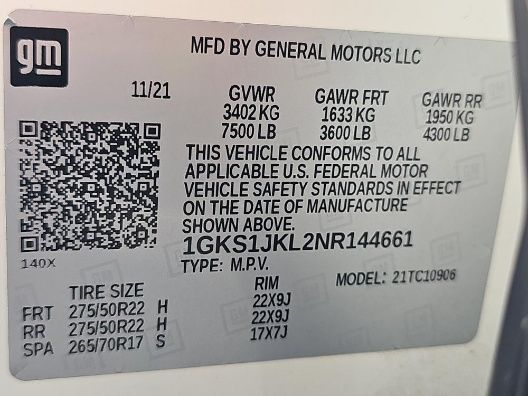 gm
MFD BY GENERAL MOTORS LLC
11/21 GVWR GAWR FRT GAWR RR
3402 KG 1633 KG 1950 KG
7500 LB 3600 LB 4300 LB
THIS VEHICLE CONFORMS TO ALL
APPLICABLE U.S. FEDERAL MOTOR
VEHICLE SAFETY STANDARDS IN EFFECT
ON THE DATE OF MANUFACTURE
SHOWN ABOVE.
1GKS1JKL2NR144661
140X
TYPE: M.P.V. MODEL: 21TC10906
TIRE SIZE RIM
FRT 275/50R22 H 22X9J
RR 275/50R22 H 22X9J
SPA 265/70R17 S 17X7J